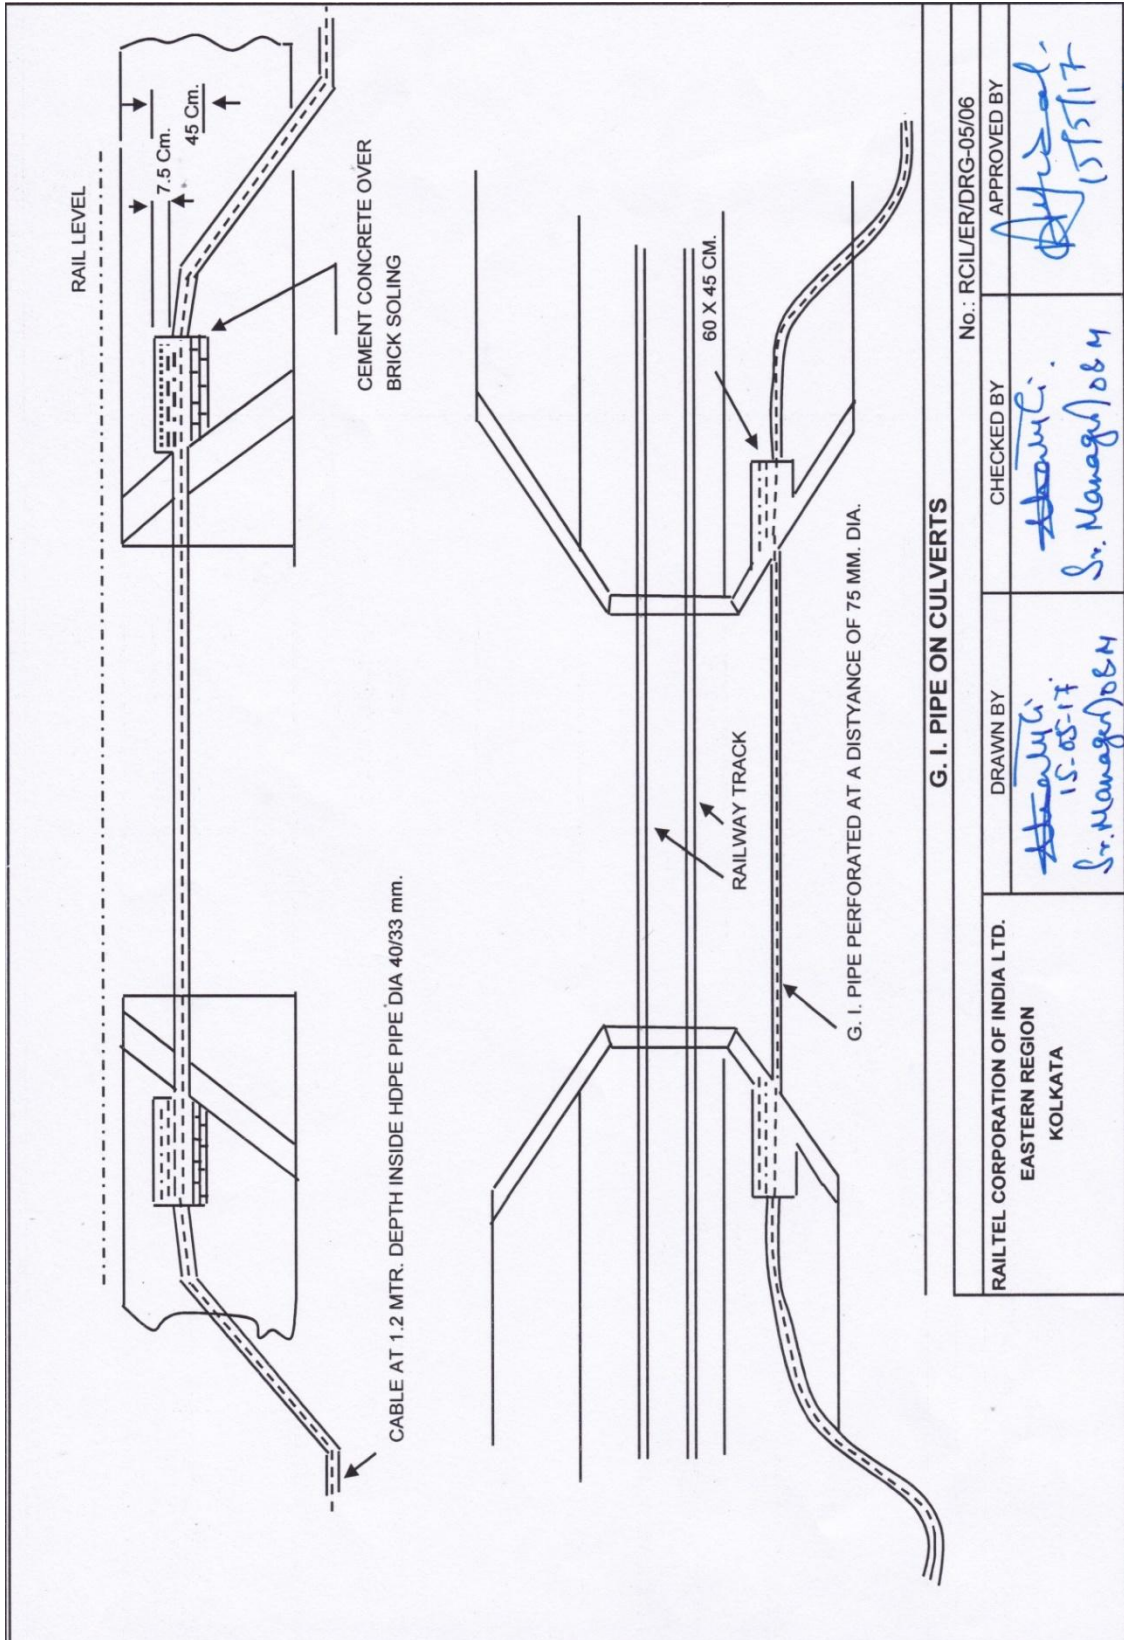 RAIL LEVEL
7.5 Cm.
45 Cm.
CEMENT CONCRETE OVER
BRICK SOLING
CABLE AT 1.2 MTR. DEPTH INSIDE HDPE PIPE DIA 40/33 mm.
60 X 45 CM.
RAILWAY TRACK
G. I. PIPE PERFORATED AT A DISTYANCE OF 75 MM. DIA.
G. I. PIPE ON CULVERTS
No.: RCIL/ER/DRG-05/06
RAILTEL CORPORATION OF INDIA LTD.
EASTERN REGION
KOLKATA
DRAWN BY
15-05-17
Sr. Manager/O&M
CHECKED BY
Sr. Manager/O&M
APPROVED BY
15/5/17